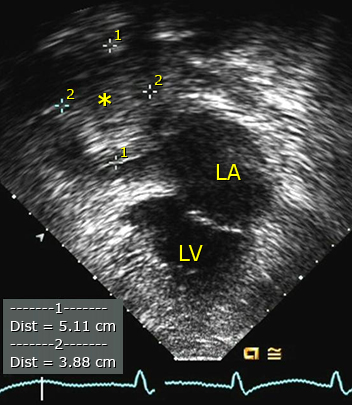 1
2
2
*
1
LA
LV
-------1-------
Dist = 5.11 cm
-------2-------
Dist = 3.88 cm